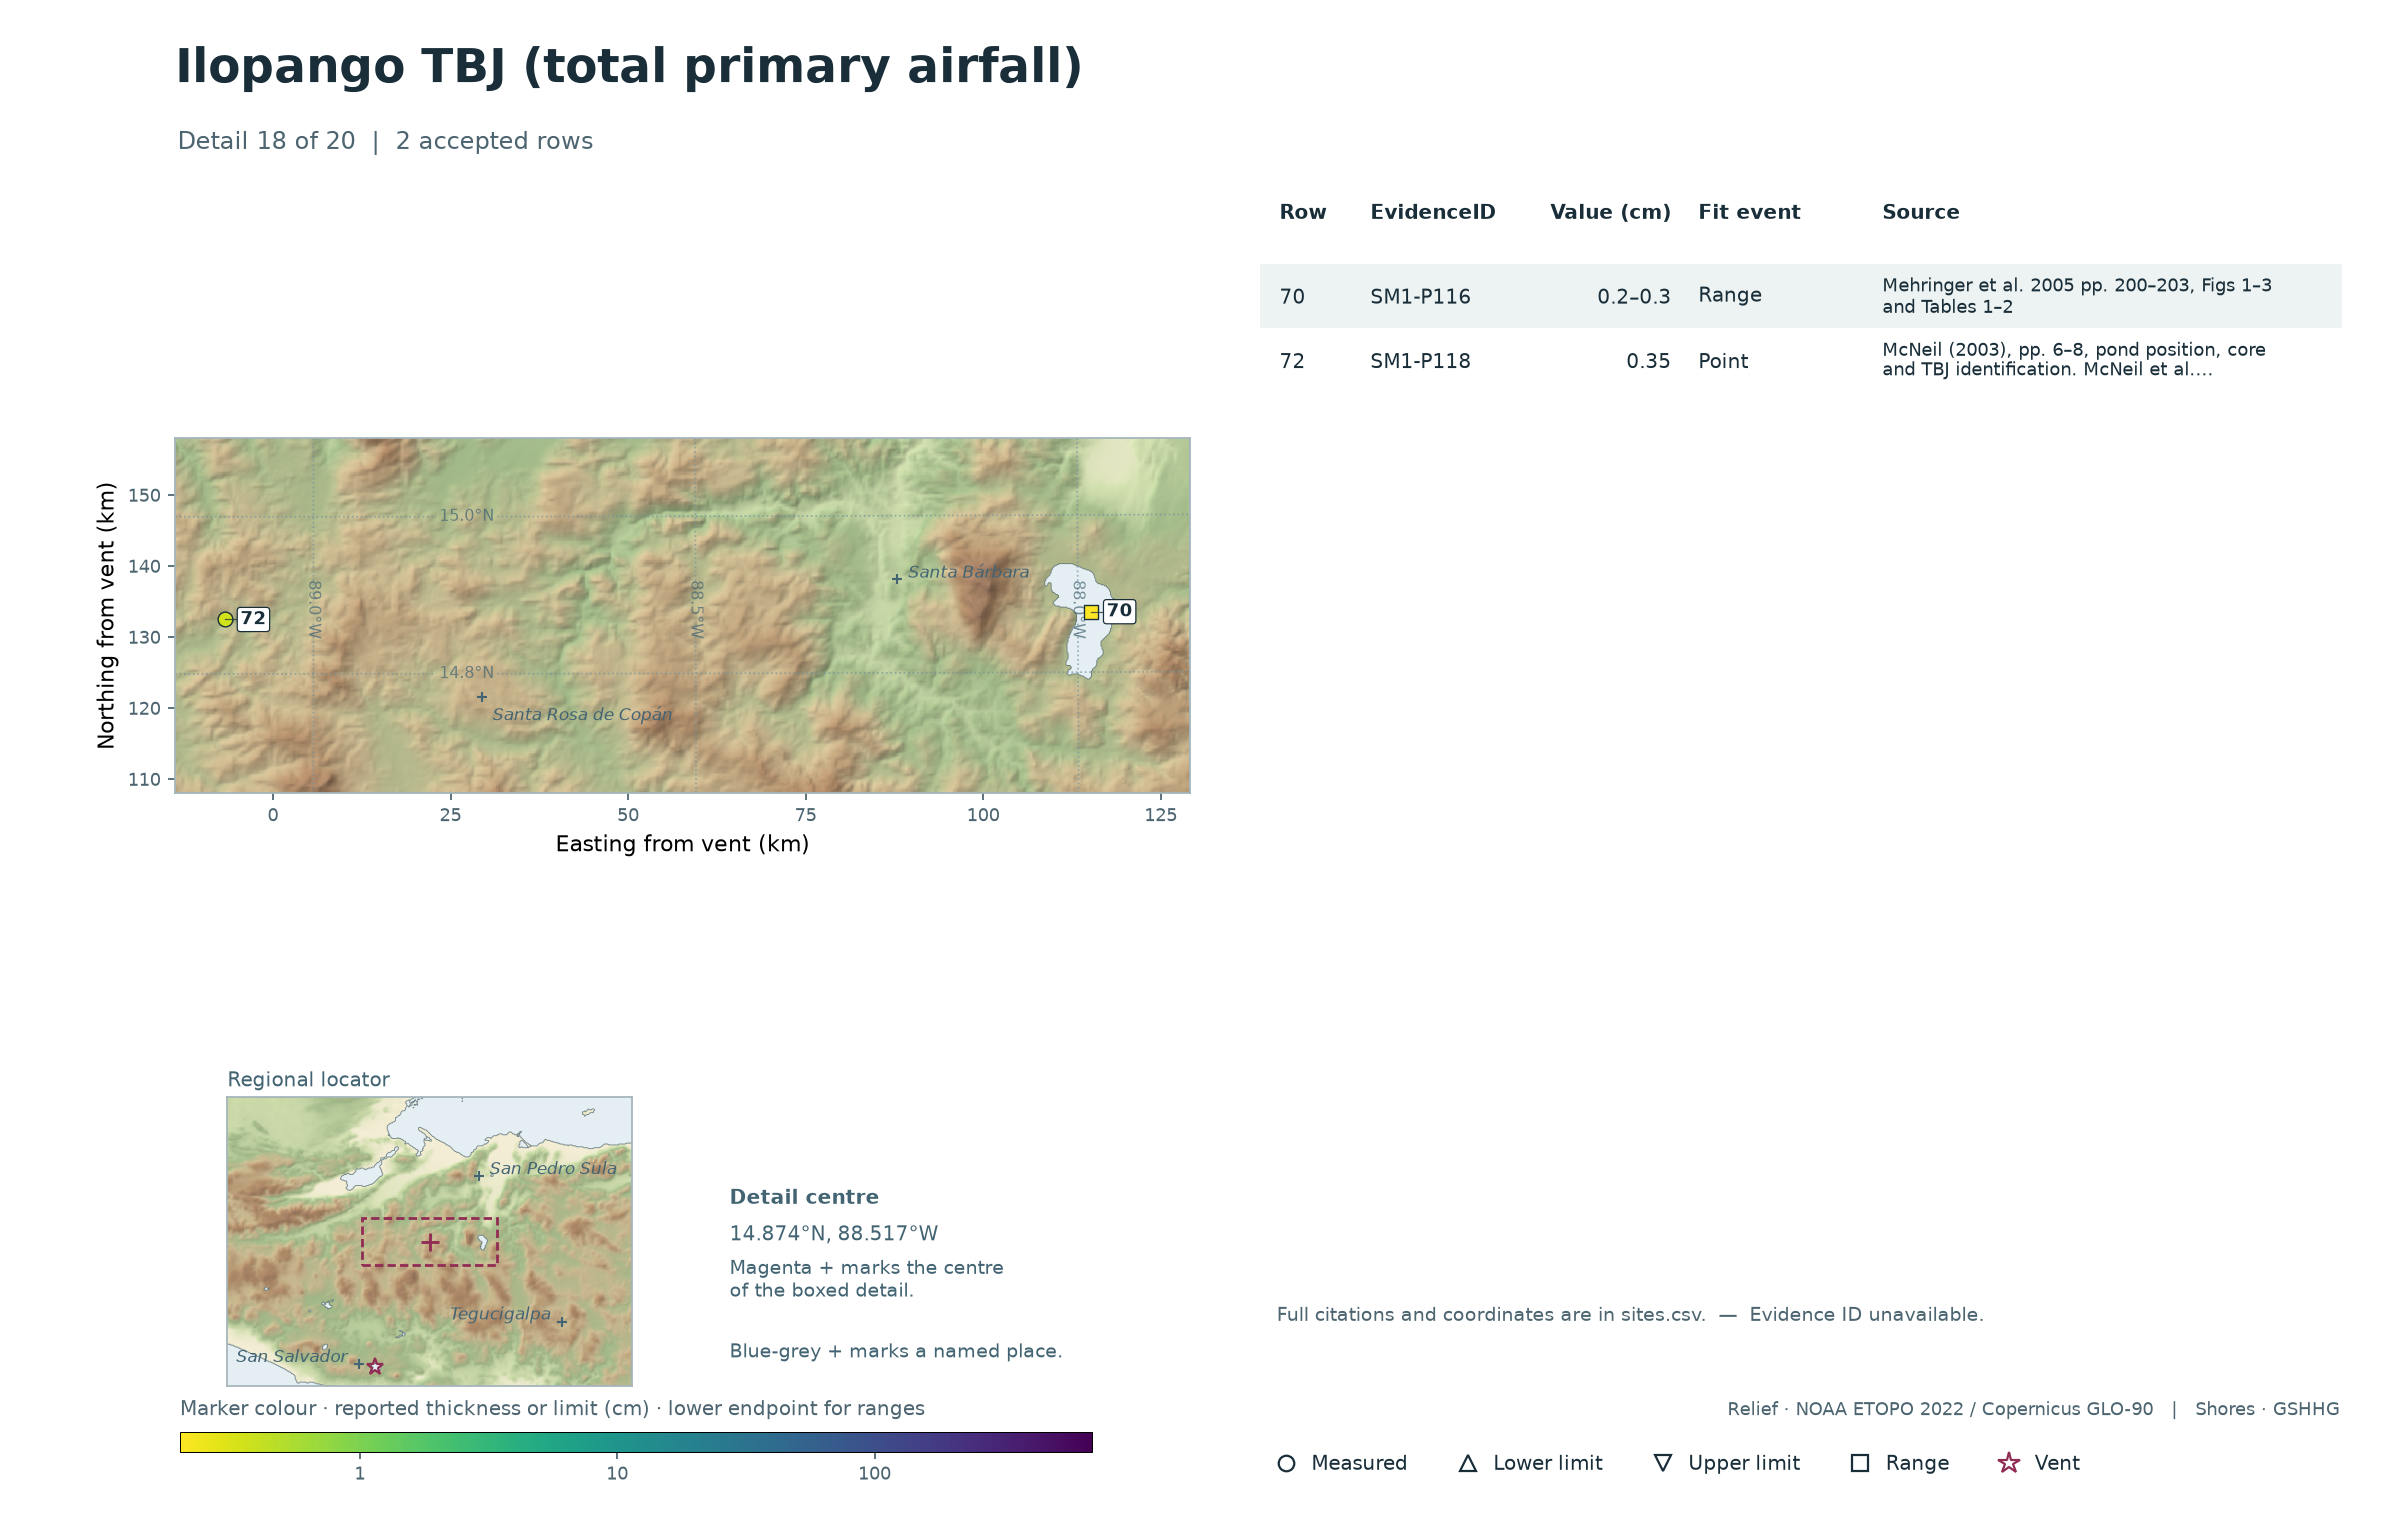 Ilopango TBJ (total primary airfall)
Detail 18 of 20 | 2 accepted rows
Row EvidenceID Value (cm) Fit event Source
70 SM1-P116 0.2–0.3 Range Mehringer et al. 2005 pp. 200–203, Figs 1–3
and Tables 1–2
72 SM1-P118 0.35 Point McNeil (2003), pp. 6–8, pond position, core
and TBJ identification. McNeil et al....
Northing from vent (km)
150
140
130
120
110
15.0°N
14.8°N
89.0°W
88.5°W
88.0°W
Santa Bárbara
Santa Rosa de Copán
72
70
0 25 50 75 100 125
Easting from vent (km)
Regional locator
San Pedro Sula
Tegucigalpa
San Salvador
Detail centre
14.874°N, 88.517°W
Magenta + marks the centre
of the boxed detail.
Blue-grey + marks a named place.
Full citations and coordinates are in sites.csv. — Evidence ID unavailable.
Marker colour · reported thickness or limit (cm) · lower endpoint for ranges
1 10 100
Relief · NOAA ETOPO 2022 / Copernicus GLO-90 | Shores · GSHHG
Measured Lower limit Upper limit Range Vent